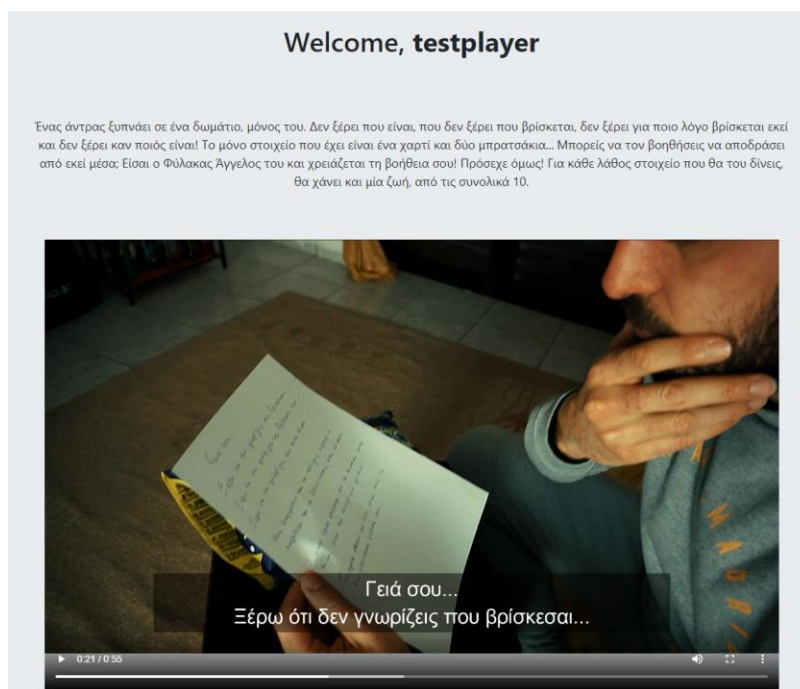 Welcome, testplayer
Ένας άντρας ξυπνάει σε ένα δωμάτιο, μόνος του. Δεν ξέρει που είναι, που δεν ξέρει που βρίσκεται, δεν ξέρει για ποιο λόγο βρίσκεται εκεί
και δεν ξέρει καν ποιός είναι! Το μόνο στοιχείο που έχει είναι ένα χαρτί και δύο μπρατσάκια... Μπορείς να τον βοηθήσεις να αποδράσει
από εκεί μέσα; Είσαι ο Φύλακας Άγγελος του και χρειάζεται τη βοήθεια σου! Πρόσεχε όμως! Για κάθε λάθος στοιχείο που θα του δίνεις,
θα χάνει και μία ζωή, από τις συνολικά 10.
Γειά σου...
Ξέρω ότι δεν γνωρίζεις που βρίσκεσαι...
0:21 / 0:55